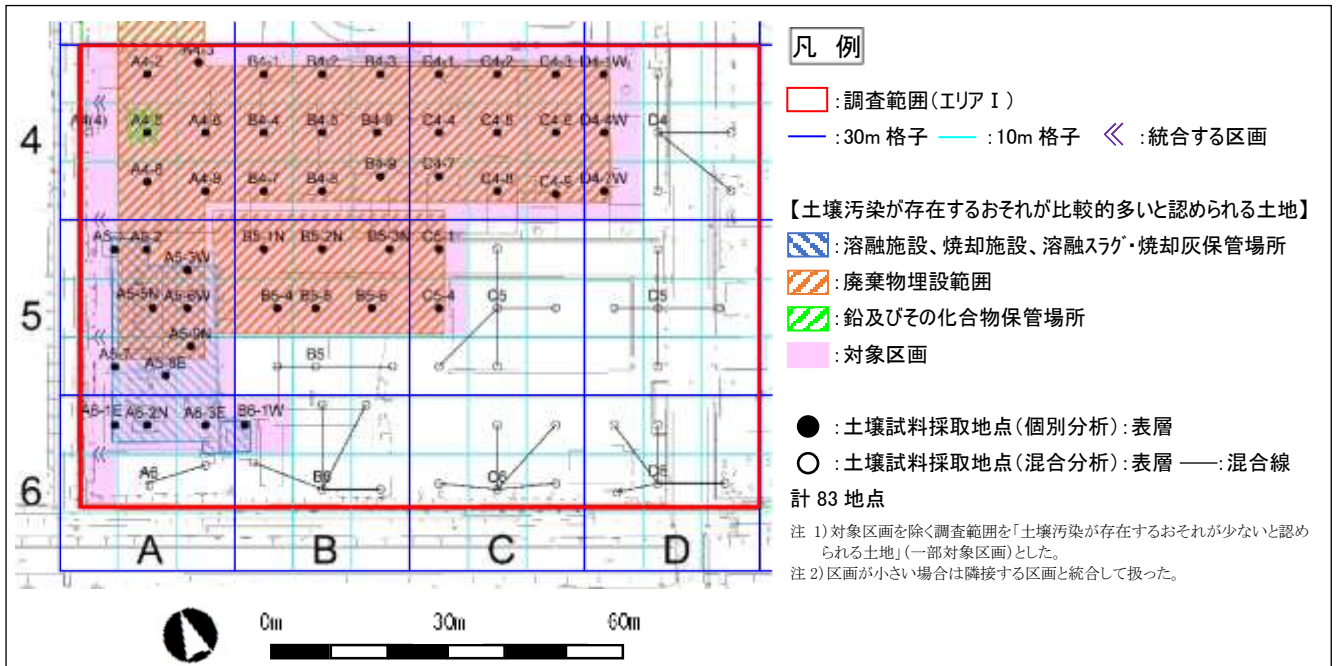 凡 例
:調査範囲(エリアⅠ)
:30m 格子 :10m 格子 :統合する区画
【土壌汚染が存在するおそれが比較的多いと認められる土地】
:溶融施設、焼却施設、溶融スラグ・焼却灰保管場所
:廃棄物埋設範囲
:鉛及びその化合物保管場所
:対象区画
:土壌試料採取地点(個別分析):表層
:土壌試料採取地点(混合分析):表層 :混合線
計 83 地点
注 1)対象区画を除く調査範囲を「土壌汚染が存在するおそれが少ないと認め
られる土地」(一部対象区画)とした。
注 2)区画が小さい場合は隣接する区画と統合して扱った。
A4-2 B4-1 B4-2 B4-3 C4-1 C4-2 C4-3 D4-1W
4
A4(4) A4-5 A4-6 B4-4 B4-5 B4-6 C4-4 C4-5 C4-6 D4-4W D4
A4-8 A4-9 B4-7 B4-8 B4-9 C4-7 C4-8 C4-9 D4-7W
A5-2 A5-3W B5-1N B5-2N B5-3N C5-1
5
A5-5N A5-6W B5-4 B5-5 B5-6 C5-4 C5 D5
A5-7 A5-8E A5-9N B5
A6-1E A6-2N A6-3E B6-1W
6
A6 B6 C6 D6
A B C D
0m 30m 60m